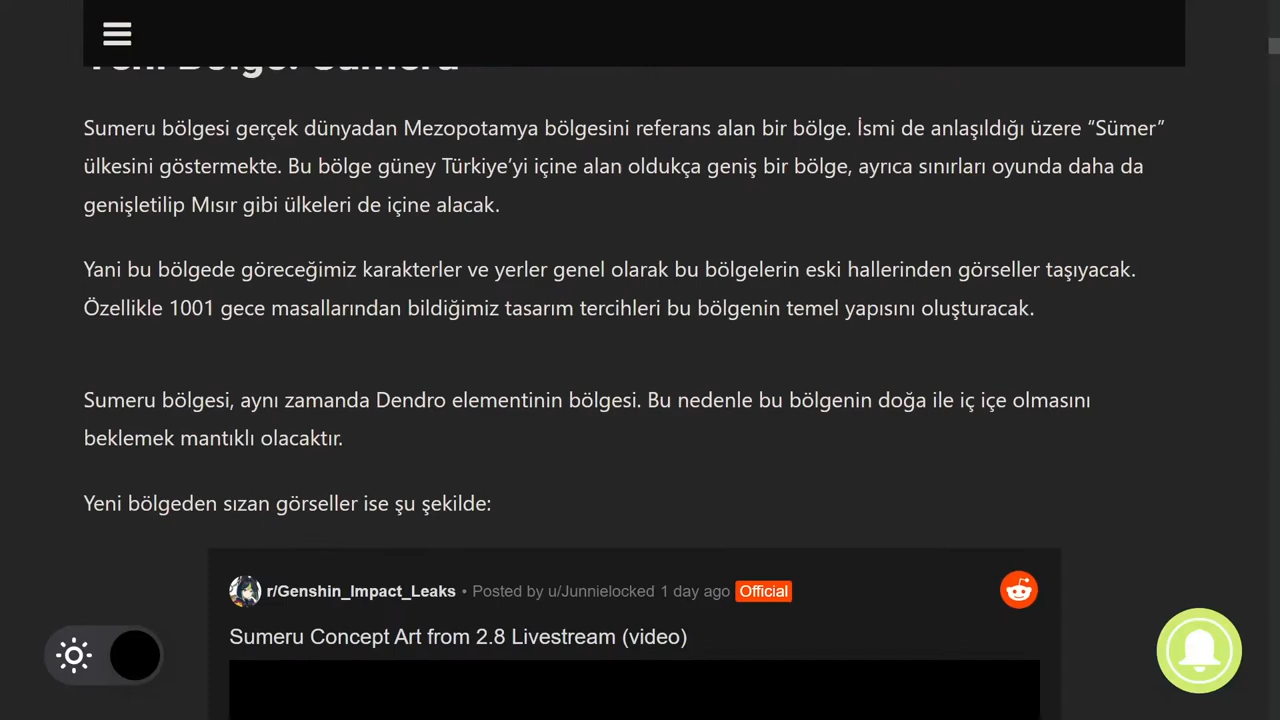 Yeni Bölge: Sumeru
Sumeru bölgesi gerçek dünyadan Mezopotamya bölgesini referans alan bir bölge. İsmi de anlaşıldığı üzere “Sümer”
ülkesini göstermekte. Bu bölge güney Türkiye’yi içine alan oldukça geniş bir bölge, ayrıca sınırları oyunda daha da
genişletilip Mısır gibi ülkeleri de içine alacak.
Yani bu bölgede göreceğimiz karakterler ve yerler genel olarak bu bölgelerin eski hallerinden görseller taşıyacak.
Özellikle 1001 gece masallarından bildiğimiz tasarım tercihleri bu bölgenin temel yapısını oluşturacak.
Sumeru bölgesi, aynı zamanda Dendro elementinin bölgesi. Bu nedenle bu bölgenin doğa ile iç içe olmasını
beklemek mantıklı olacaktır.
Yeni bölgeden sızan görseller ise şu şekilde:
r/Genshin_Impact_Leaks • Posted by u/Junnielocked 1 day ago Official
Sumeru Concept Art from 2.8 Livestream (video)